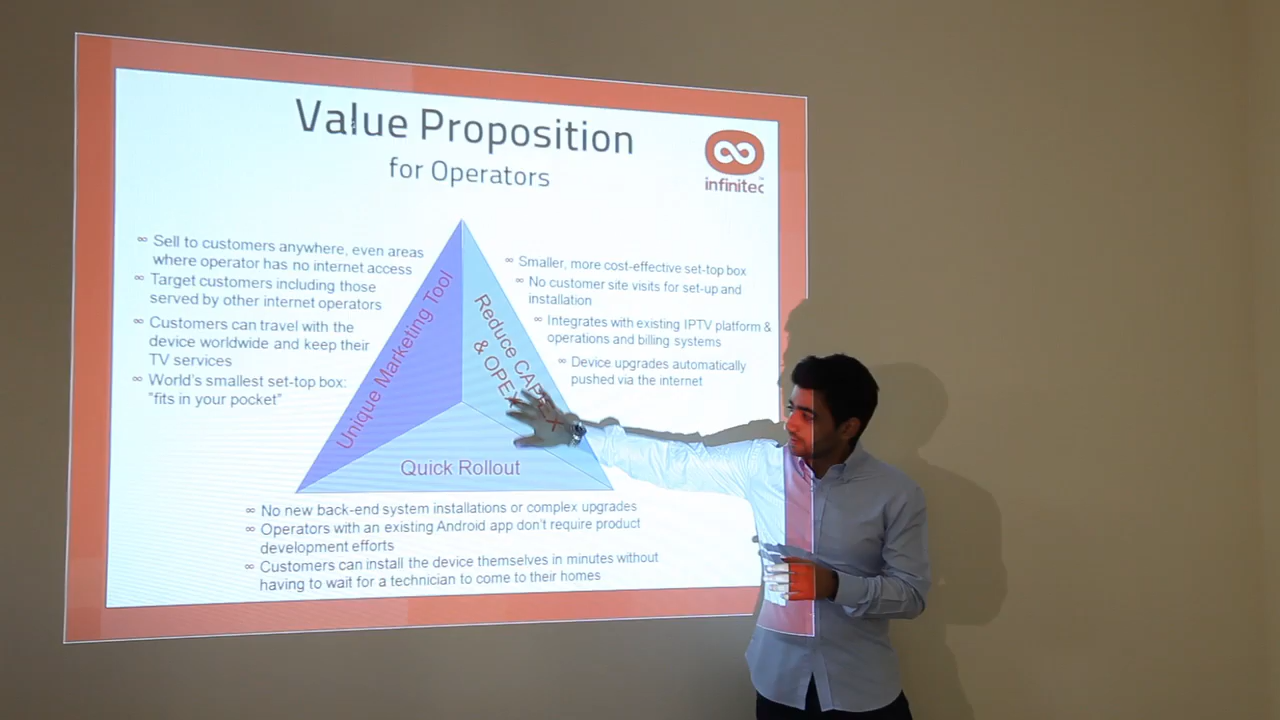 Value Proposition
for Operators
infinitec
™
∞ Sell to customers anywhere, even areas
where operator has no internet access
∞ Target customers including those
served by other internet operators
∞ Customers can travel with the
device worldwide and keep their
TV services
∞ World's smallest set-top box:
"fits in your pocket"
Unique Marketing Tool
Reduce CAPEX
& OPEX
∞ Smaller, more cost-effective set-top box
∞ No customer site visits for set-up and
installation
∞ Integrates with existing IPTV platform &
operations and billing systems
∞ Device upgrades automatically
pushed via the internet
Quick Rollout
∞ No new back-end system installations or complex upgrades
∞ Operators with an existing Android app don't require product
development efforts
∞ Customers can install the device themselves in minutes without
having to wait for a technician to come to their homes